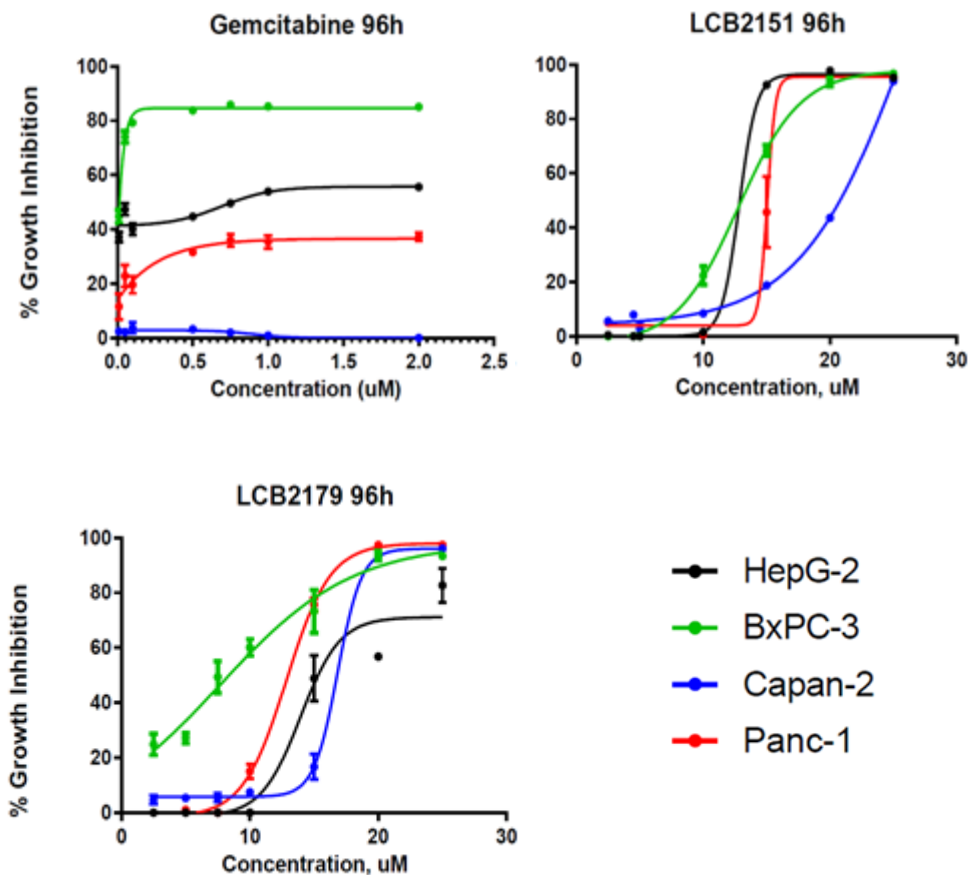 Gemcitabine 96h
% Growth Inhibition
100
80
60
40
20
0
0.0 0.5 1.0 1.5 2.0 2.5
Concentration (uM)
LCB2151 96h
100
80
60
40
20
0
0 10 20 30
Concentration, uM
LCB2179 96h
% Growth Inhibition
100
80
60
40
20
0
0 10 20 30
Concentration, uM
HepG-2
BxPC-3
Capan-2
Panc-1